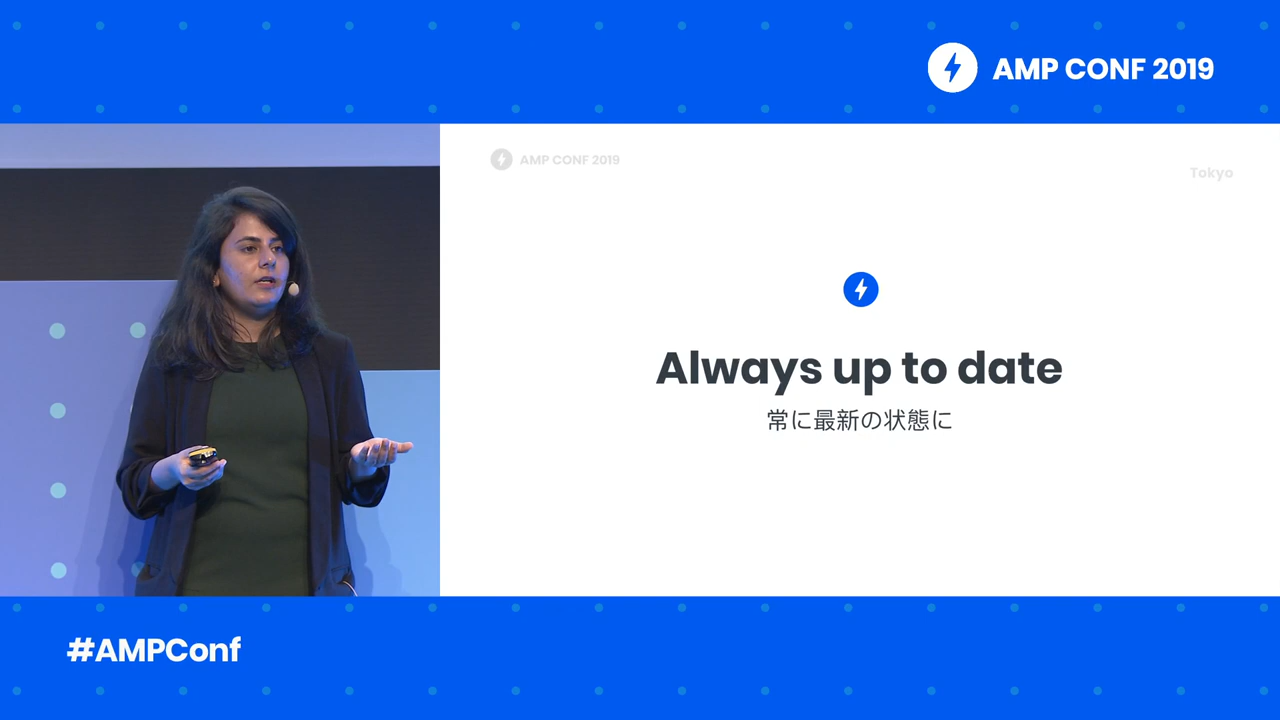 AMP CONF 2019
AMP CONF 2019
Tokyo
Always up to date
常に最新の状態に
#AMPConf